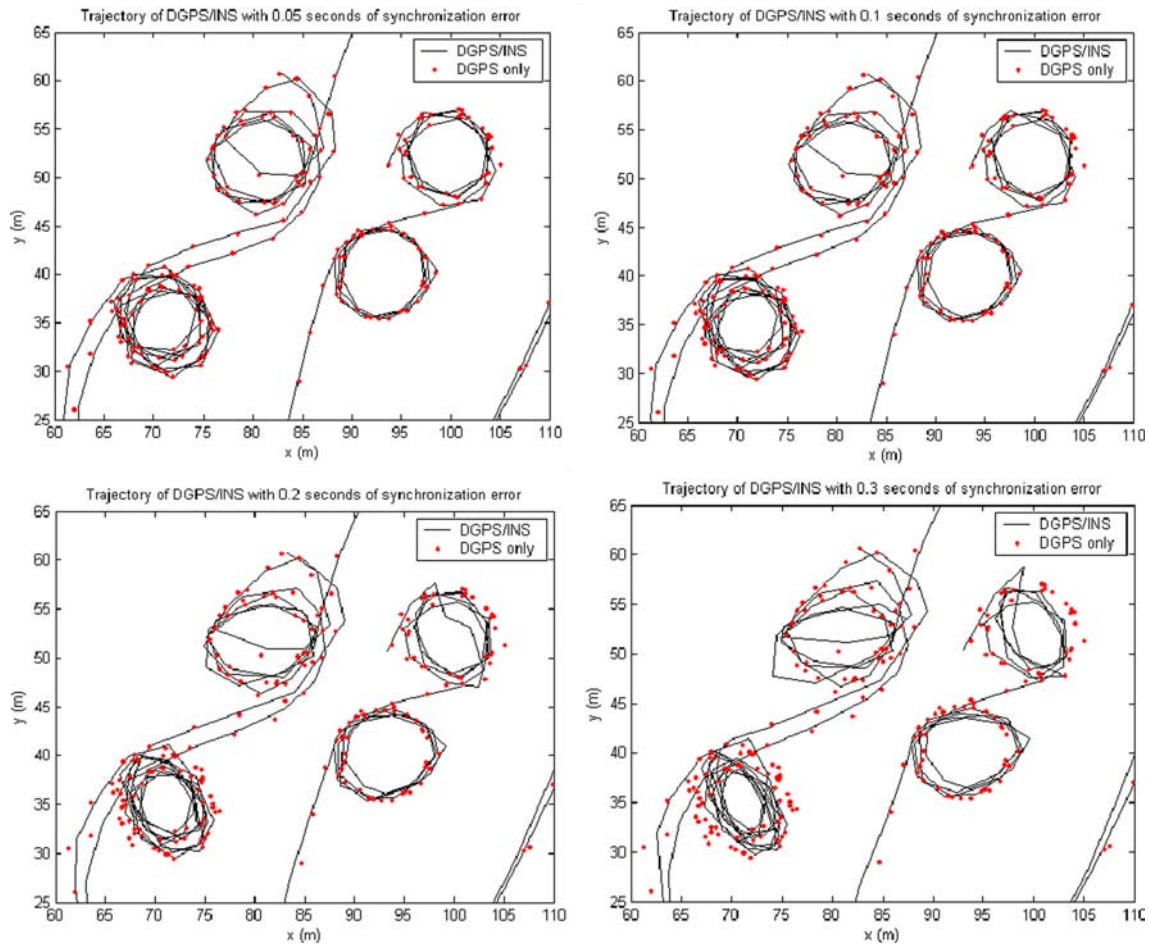 Trajectory of DGPS/INS with 0.05 seconds of synchronization error
65
60
55
50
45
40
35
30
25
y (m)
DGPS/INS
DGPS only
60 65 70 75 80 85 90 95 100 105 110
x (m)
Trajectory of DGPS/INS with 0.1 seconds of synchronization error
65
60
55
50
45
40
35
30
25
y (m)
DGPS/INS
DGPS only
60 65 70 75 80 85 90 95 100 105 110
x (m)
Trajectory of DGPS/INS with 0.2 seconds of synchronization error
65
60
55
50
45
40
35
30
25
y (m)
DGPS/INS
DGPS only
60 65 70 75 80 85 90 95 100 105 110
x (m)
Trajectory of DGPS/INS with 0.3 seconds of synchronization error
65
60
55
50
45
40
35
30
25
y (m)
DGPS/INS
DGPS only
60 65 70 75 80 85 90 95 100 105 110
x (m)